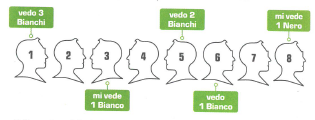 vedo 3
Bianchi
vedo 2
Bianchi
mi vede
1 Nero
1
2
3
4
5
6
7
8
mi vede
1 Bianco
vedo
1 Bianco